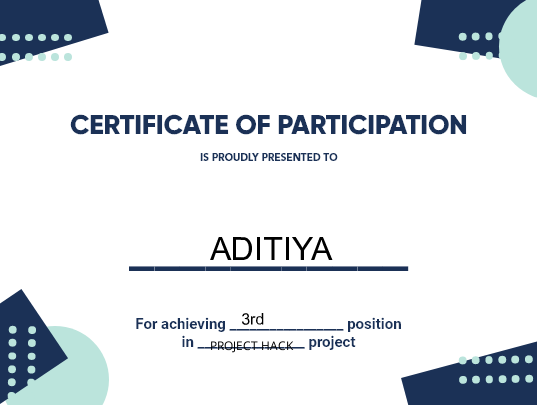 CERTIFICATE OF PARTICIPATION
IS PROUDLY PRESENTED TO
ADITIYA
For achieving 3rd position
in PROJECT HACK project